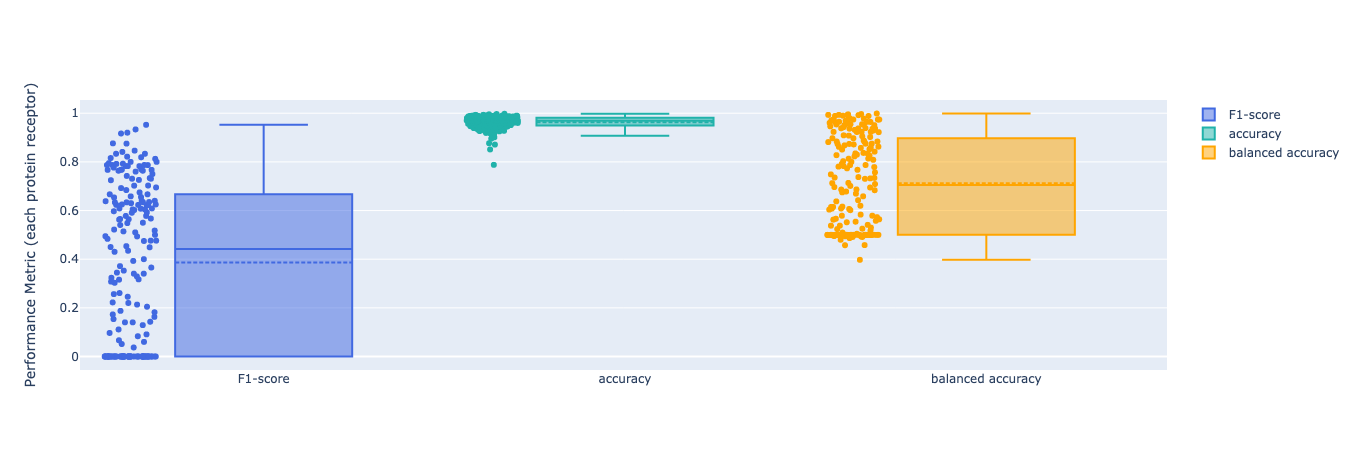 Performance Metric (each protein receptor)
1
0.8
0.6
0.4
0.2
0
F1-score
accuracy
balanced accuracy
F1-score
accuracy
balanced accuracy